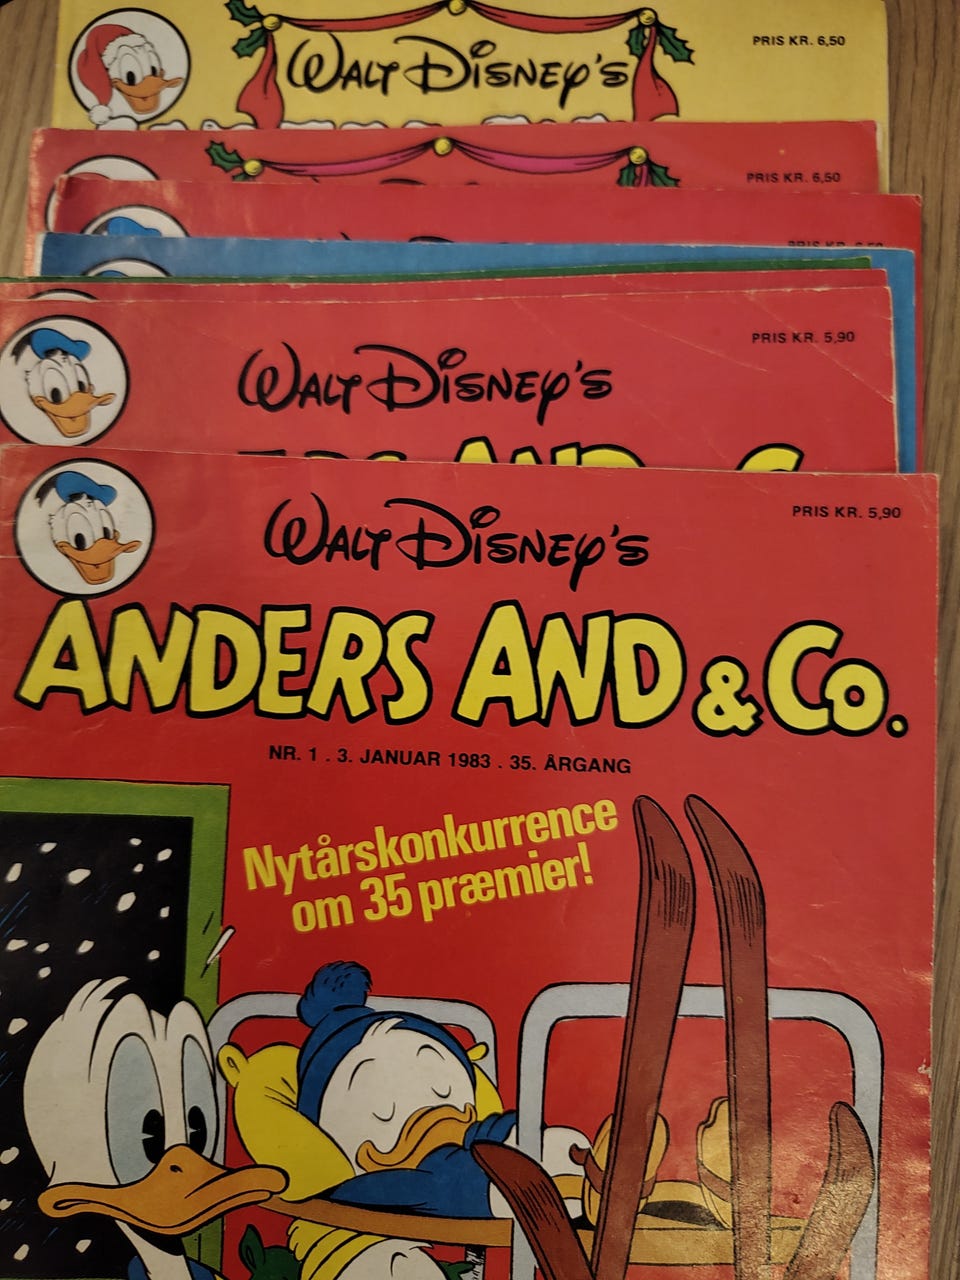 WALT DISNEY'S
PRIS KR. 6,50
PRIS KR. 6,50
PRIS KR. 5,90
WALT DISNEY'S
AND & C
PRIS KR. 5,90
WALT DISNEY'S
ANDERS AND & Co.
NR. 1 . 3. JANUAR 1983 . 35. ÅRGANG
Nytårskonkurrence
om 35 præmier!